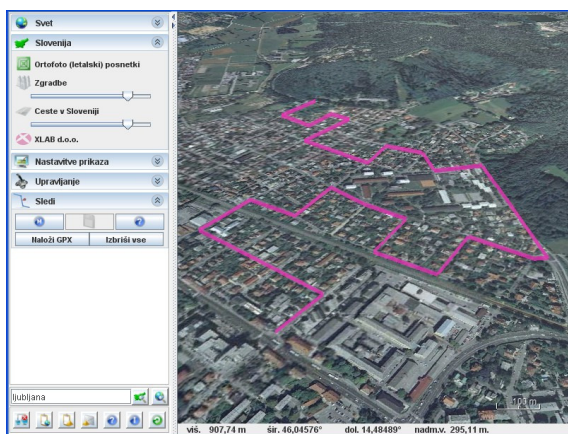 Svet
Slovenija
Ortofoto (letalski) posnetki
Zgradbe
Ceste v Sloveniji
XLAB d.o.o.
Nastavitve prikaza
Upravljanje
Sledi
Naloži GPX Izbriši vse
ljubljana
100 m
viš. 907,74 m šir. 46,04576° dol. 14,48489° nadm.v. 295,11 m.